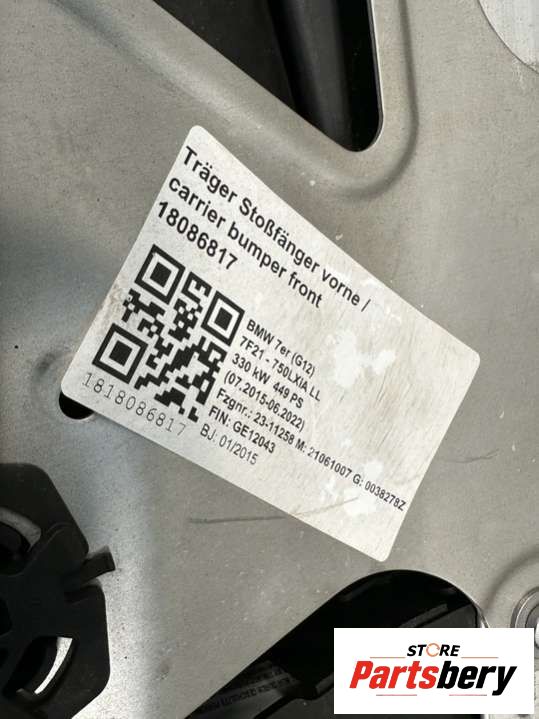 Träger Stoßfänger vorne /
carrier bumper front
18086817
BMW 7er (G12)
7F21 - 750LXiA LL
330 kW 449 PS
(07.2015-06.2022)
Fzgnr.: 23-11258 M: 21061007 G: 0038278Z
FIN: GE12043
BJ: 01/2015
1818086817
STORE
Partsbery